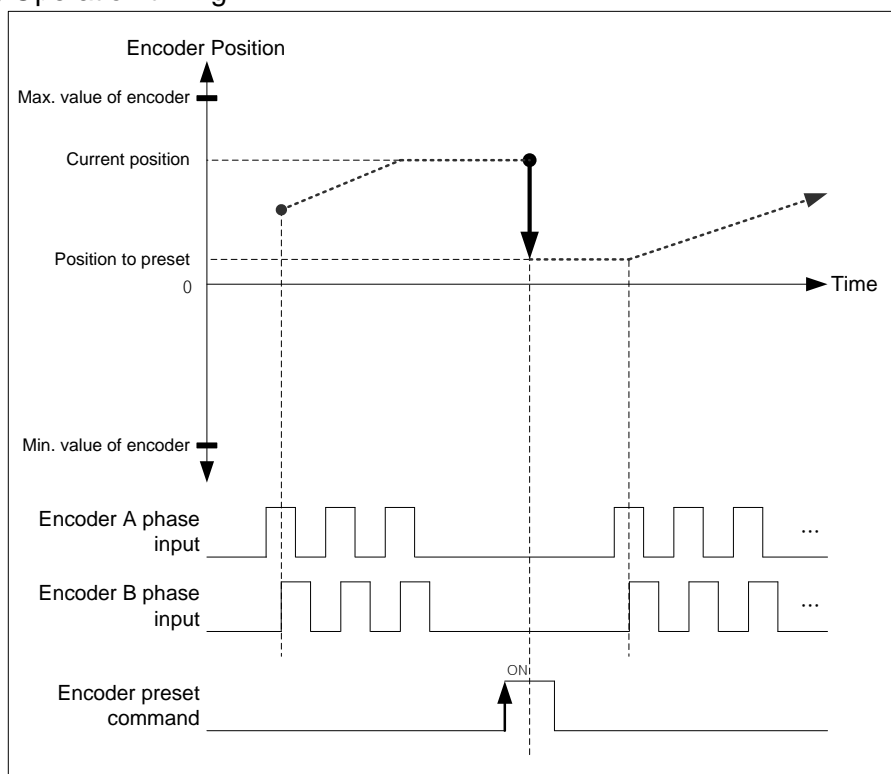 Encoder Position
Max. value of encoder
Current position
Position to preset
0
Time
Min. value of encoder
Encoder A phase
input
...
Encoder B phase
input
...
ON
Encoder preset
command